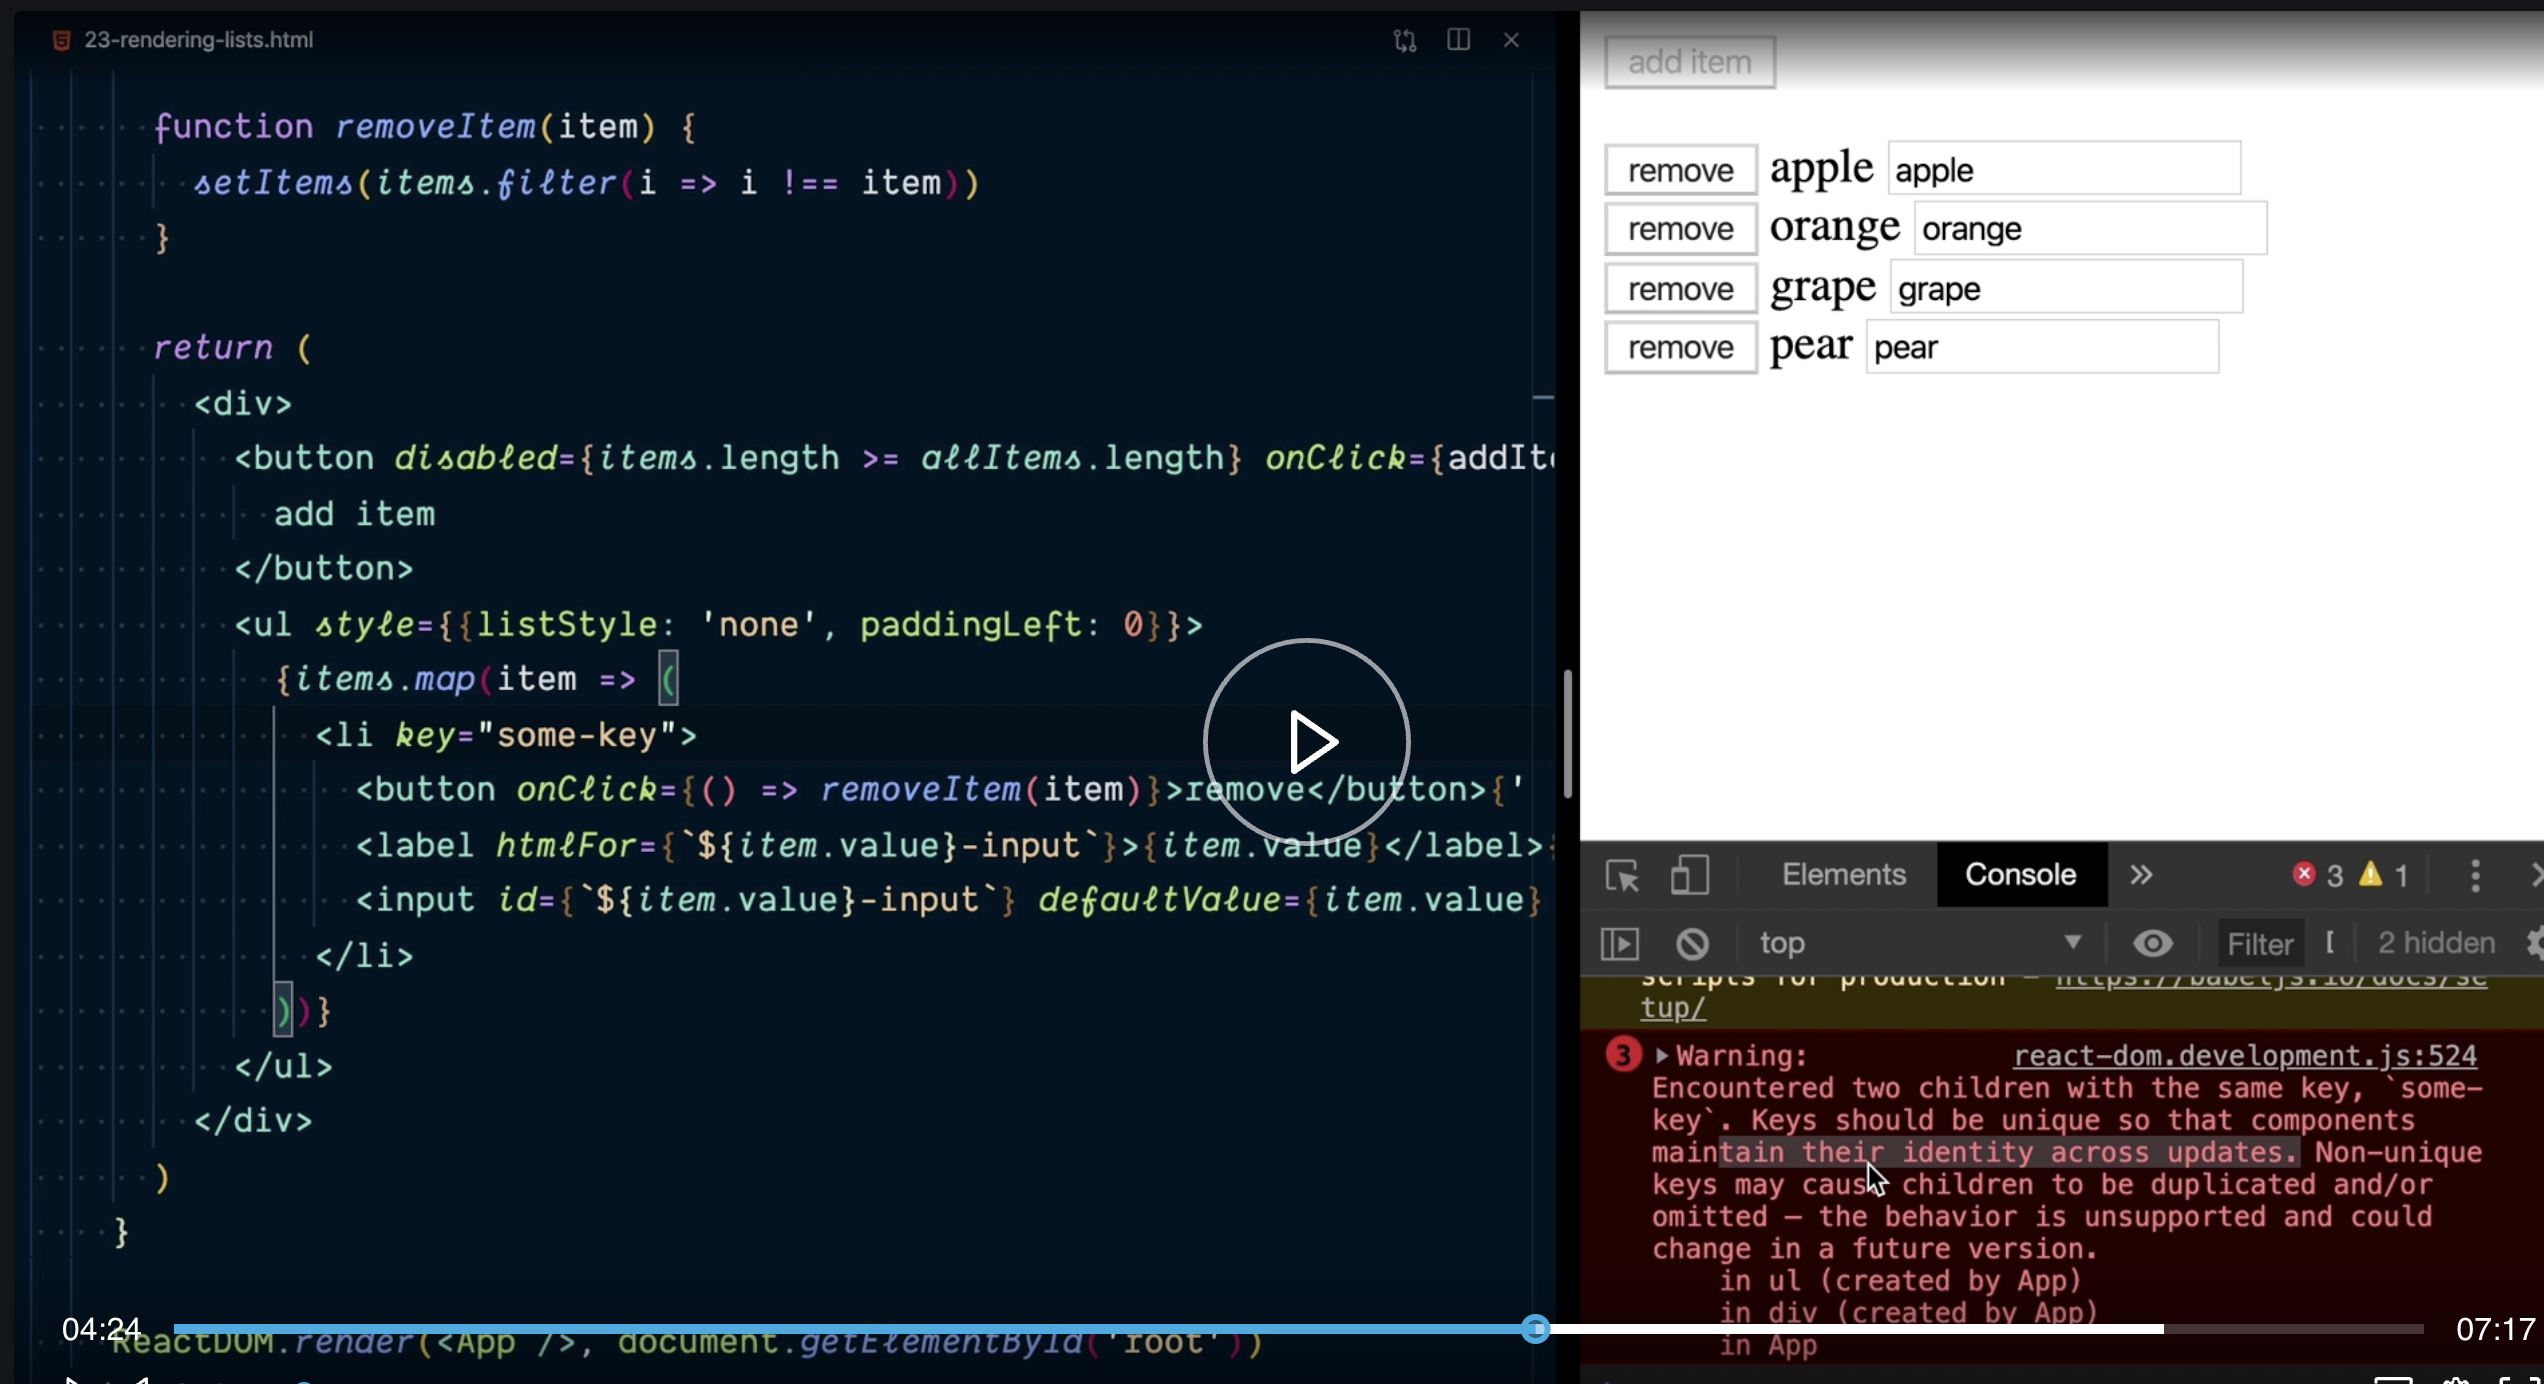 23-rendering-lists.html
function removeItem(item) {
setItems(items.filter(i => i !== item))
}
return (
<div>
<button disabled={items.length >= allItems.length} onClick={addIt
add item
</button>
<ul style={{listStyle: 'none', paddingLeft: 0}}>
{items.map(item => (
<li key="some-key">
<button onClick={() => removeItem(item)}>remove</button>{'
<label htmlFor={`${item.value}-input`}>{item.value}</label>{
<input id={`${item.value}-input`} defaultValue={item.value}
</li>
))}
</ul>
</div>
)
}
ReactDOM.render(<App />, document.getElementById('root'))
04:24
07:17
add item
remove apple apple
remove orange orange
remove grape grape
remove pear pear
Elements Console » 3 1
top Filter [ 2 hidden
scripts for production – https://babeljs.io/docs/se
tup/
3 Warning: react-dom.development.js:524
Encountered two children with the same key, `some-
key`. Keys should be unique so that components
maintain their identity across updates. Non-unique
keys may cause children to be duplicated and/or
omitted — the behavior is unsupported and could
change in a future version.
in ul (created by App)
in div (created by App)
in App